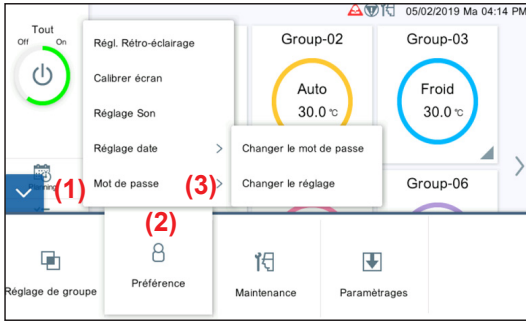 05/02/2019 Ma 04:14 PM
Tout
Off On
Group-02
Group-03
Auto
30.0 °C
Froid
30.0 °C
Group-06
Régl. Rétro-éclairage
Calibrer écran
Réglage Son
Réglage date >
Mot de passe (3) >
Changer le mot de passe
Changer le réglage
(1)
(2)
Réglage de groupe
Préférence
Maintenance
Paramètrages